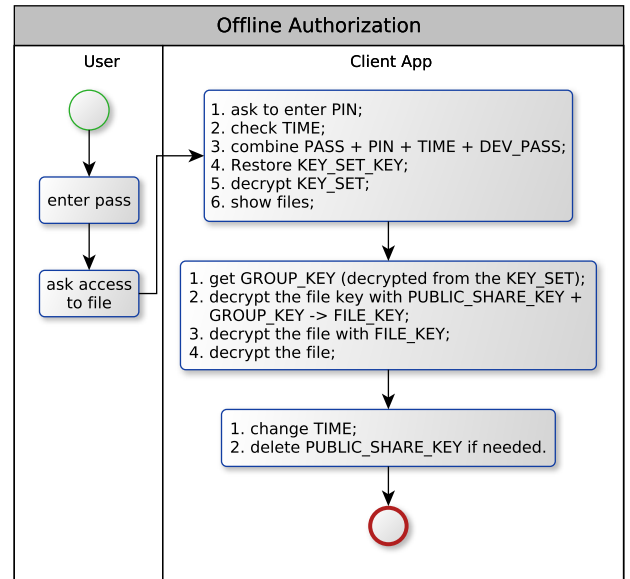 Offline Authorization
User
Client App
enter pass
ask access
to file
1. ask to enter PIN;
2. check TIME;
3. combine PASS + PIN + TIME + DEV_PASS;
4. Restore KEY_SET_KEY;
5. decrypt KEY_SET;
6. show files;
1. get GROUP_KEY (decrypted from the KEY_SET);
2. decrypt the file key with PUBLIC_SHARE_KEY +
GROUP_KEY -> FILE_KEY;
3. decrypt the file with FILE_KEY;
4. decrypt the file;
1. change TIME;
2. delete PUBLIC_SHARE_KEY if needed.